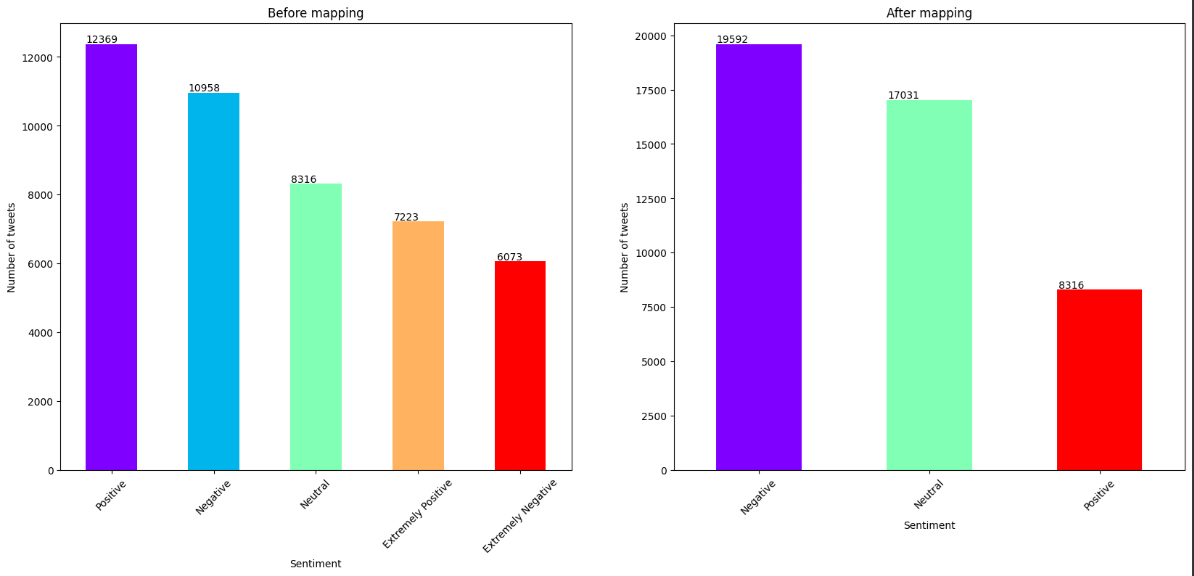 Before mapping
Number of tweets
12000
10000
8000
6000
4000
2000
0
12369
10958
8316
7223
6073
Positive
Negative
Neutral
Extremely Positive
Extremely Negative
Sentiment
After mapping
Number of tweets
20000
17500
15000
12500
10000
7500
5000
2500
0
19592
17031
8316
Negative
Neutral
Positive
Sentiment